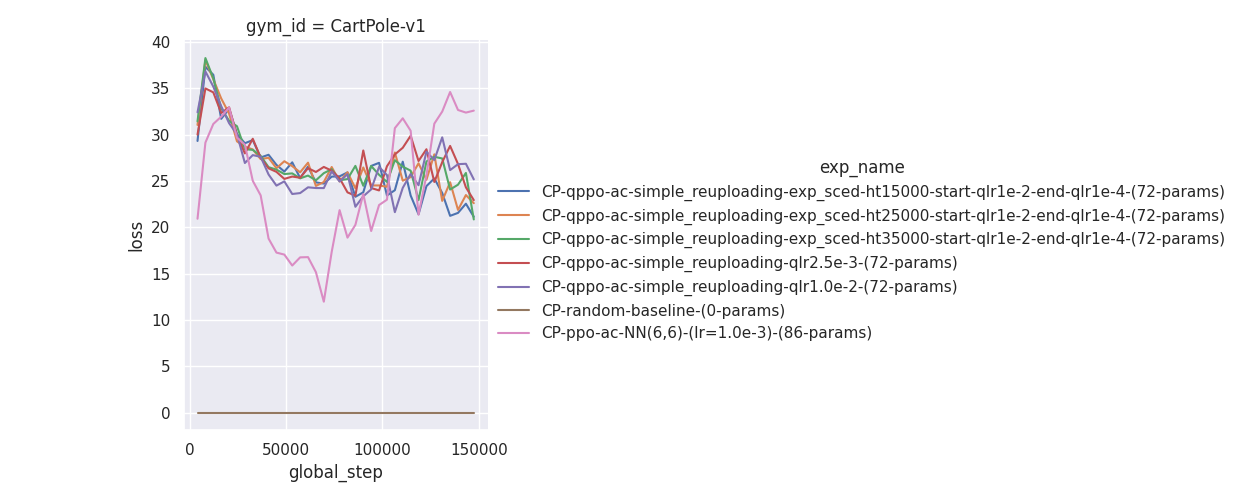 gym_id = CartPole-v1
40
35
30
25
20
15
10
5
0
loss
0 50000 100000 150000
global_step
exp_name
CP-qppo-ac-simple_reuploading-exp_sced-ht15000-start-qlr1e-2-end-qlr1e-4-(72-params)
CP-qppo-ac-simple_reuploading-exp_sced-ht25000-start-qlr1e-2-end-qlr1e-4-(72-params)
CP-qppo-ac-simple_reuploading-exp_sced-ht35000-start-qlr1e-2-end-qlr1e-4-(72-params)
CP-qppo-ac-simple_reuploading-qlr2.5e-3-(72-params)
CP-qppo-ac-simple_reuploading-qlr1.0e-2-(72-params)
CP-random-baseline-(0-params)
CP-ppo-ac-NN(6,6)-(lr=1.0e-3)-(86-params)